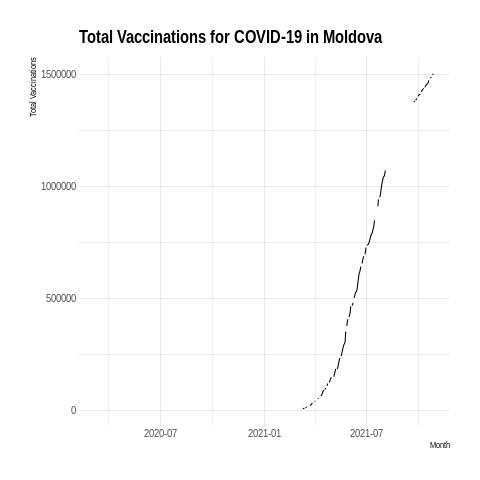 Total Vaccinations for COVID-19 in Moldova
Total Vaccinations
1500000
1000000
500000
0
2020-07 2021-01 2021-07
Month